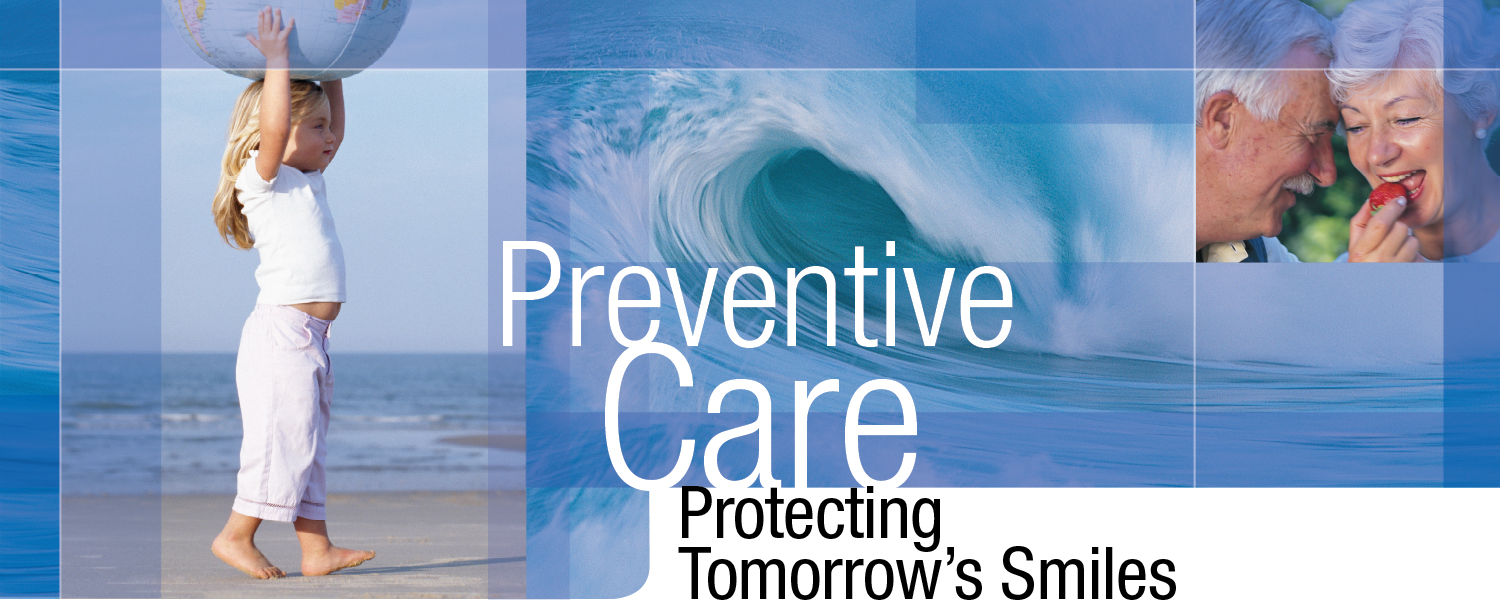 Preventive
Care
Protecting
Tomorrow’s Smiles